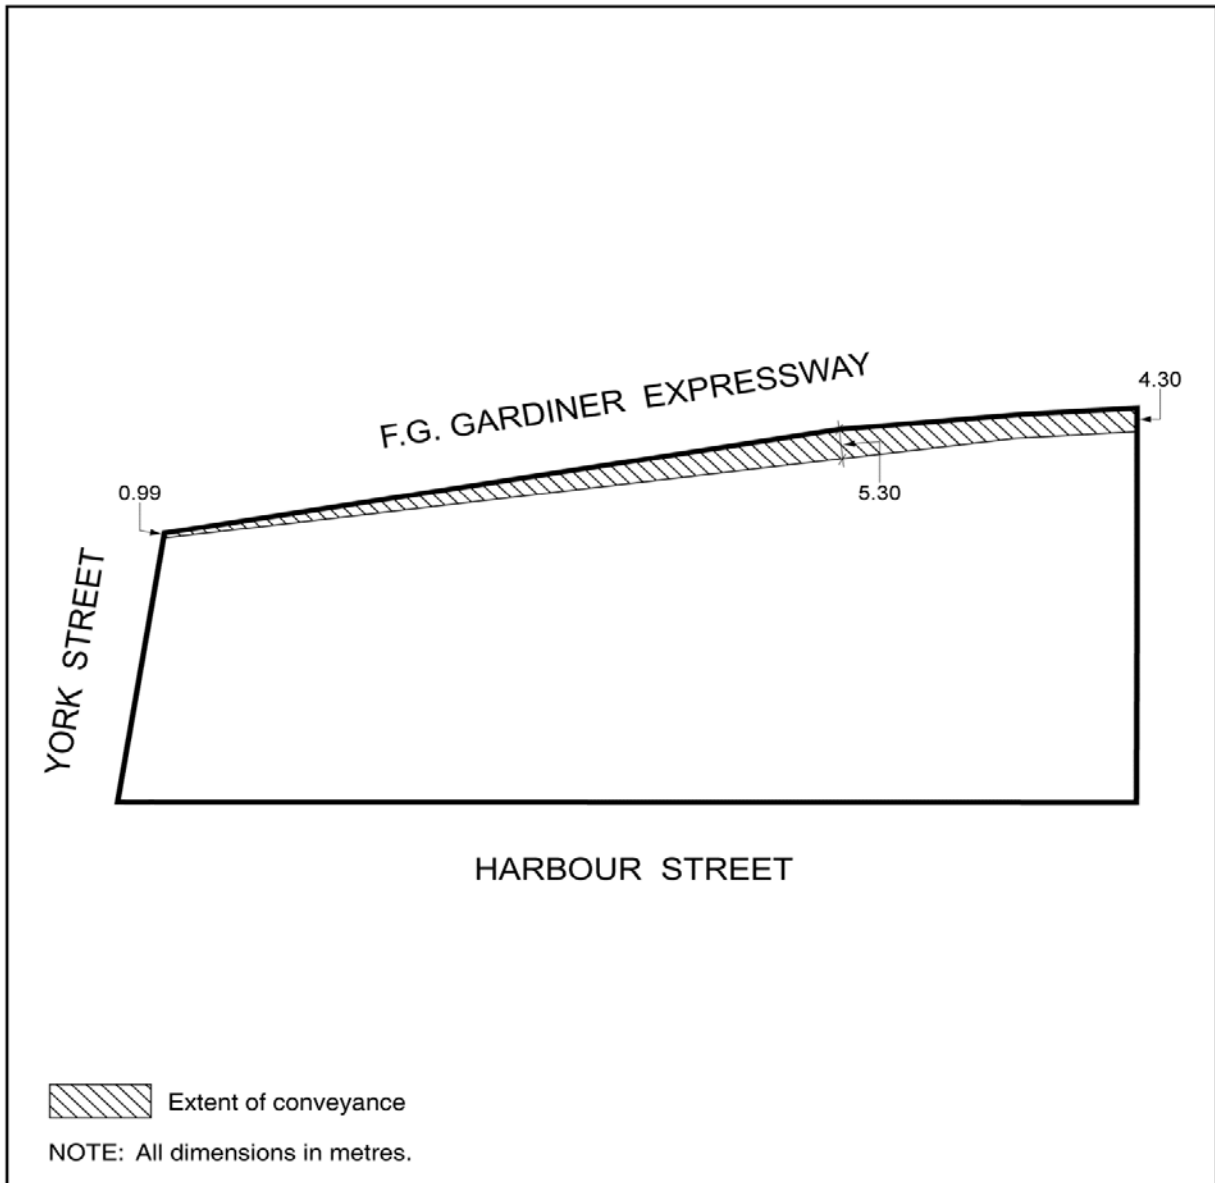 F.G. GARDINER EXPRESSWAY
4.30
0.99
5.30
YORK STREET
HARBOUR STREET
Extent of conveyance
NOTE: All dimensions in metres.